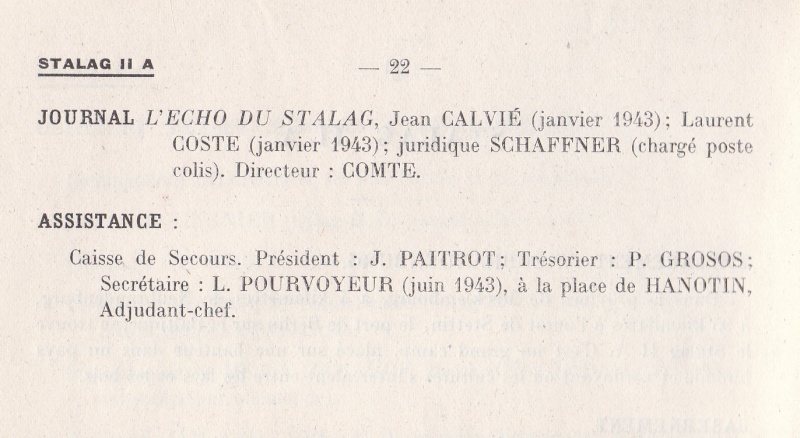 STALAG II A
— 22 —
JOURNAL L'ECHO DU STALAG, Jean CALVIÉ (janvier 1943); Laurent
COSTE (janvier 1943); juridique SCHAFFNER (chargé poste
colis). Directeur : COMTE.
ASSISTANCE :
Caisse de Secours. Président : J. PAITROT; Trésorier : P. GROSOS;
Secrétaire : L. POURVOYEUR (juin 1943), à la place de HANOTIN,
Adjudant-chef.